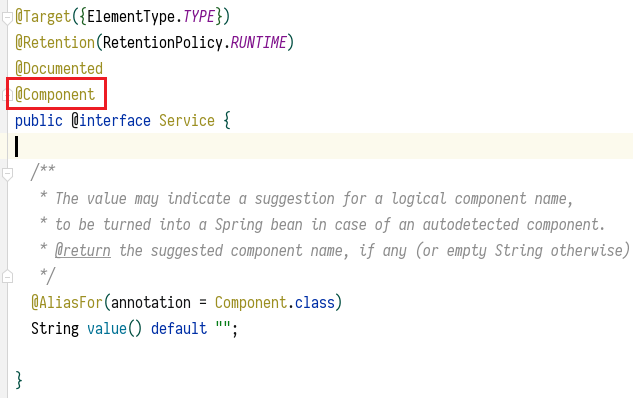 @Target({ElementType.TYPE})
@Retention(RetentionPolicy.RUNTIME)
@Documented
@Component
public @interface Service {
/**
* The value may indicate a suggestion for a logical component name,
* to be turned into a Spring bean in case of an autodetected component.
* @return the suggested component name, if any (or empty String otherwise)
*/
@AliasFor(annotation = Component.class)
String value() default "";
}